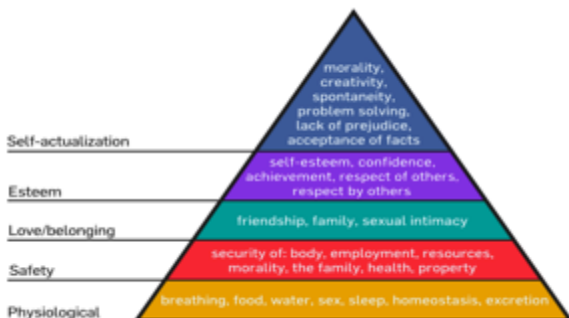 morality,
creativity,
spontaneity,
problem solving,
lack of prejudice,
acceptance of facts
Self-actualization
self-esteem, confidence,
achievement, respect of others,
respect by others
Esteem
friendship, family, sexual intimacy
Love/belonging
security of: body, employment, resources,
morality, the family, health, property
Safety
breathing, food, water, sex, sleep, homeostasis, excretion
Physiological